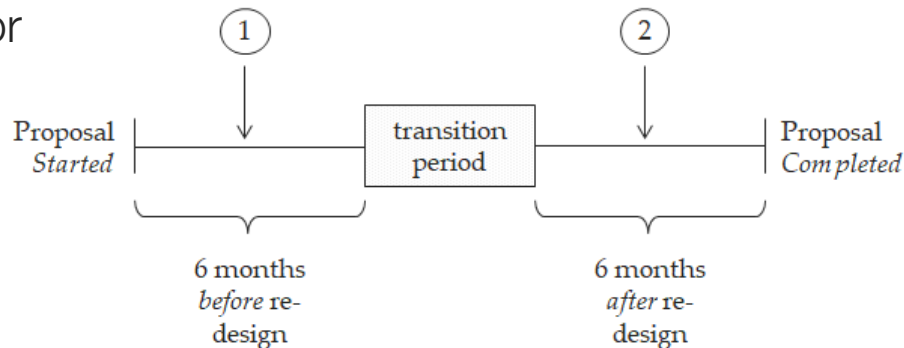 or
1
2
Proposal
Started
transition
period
Proposal
Completed
6 months
before re-
design
6 months
after re-
design